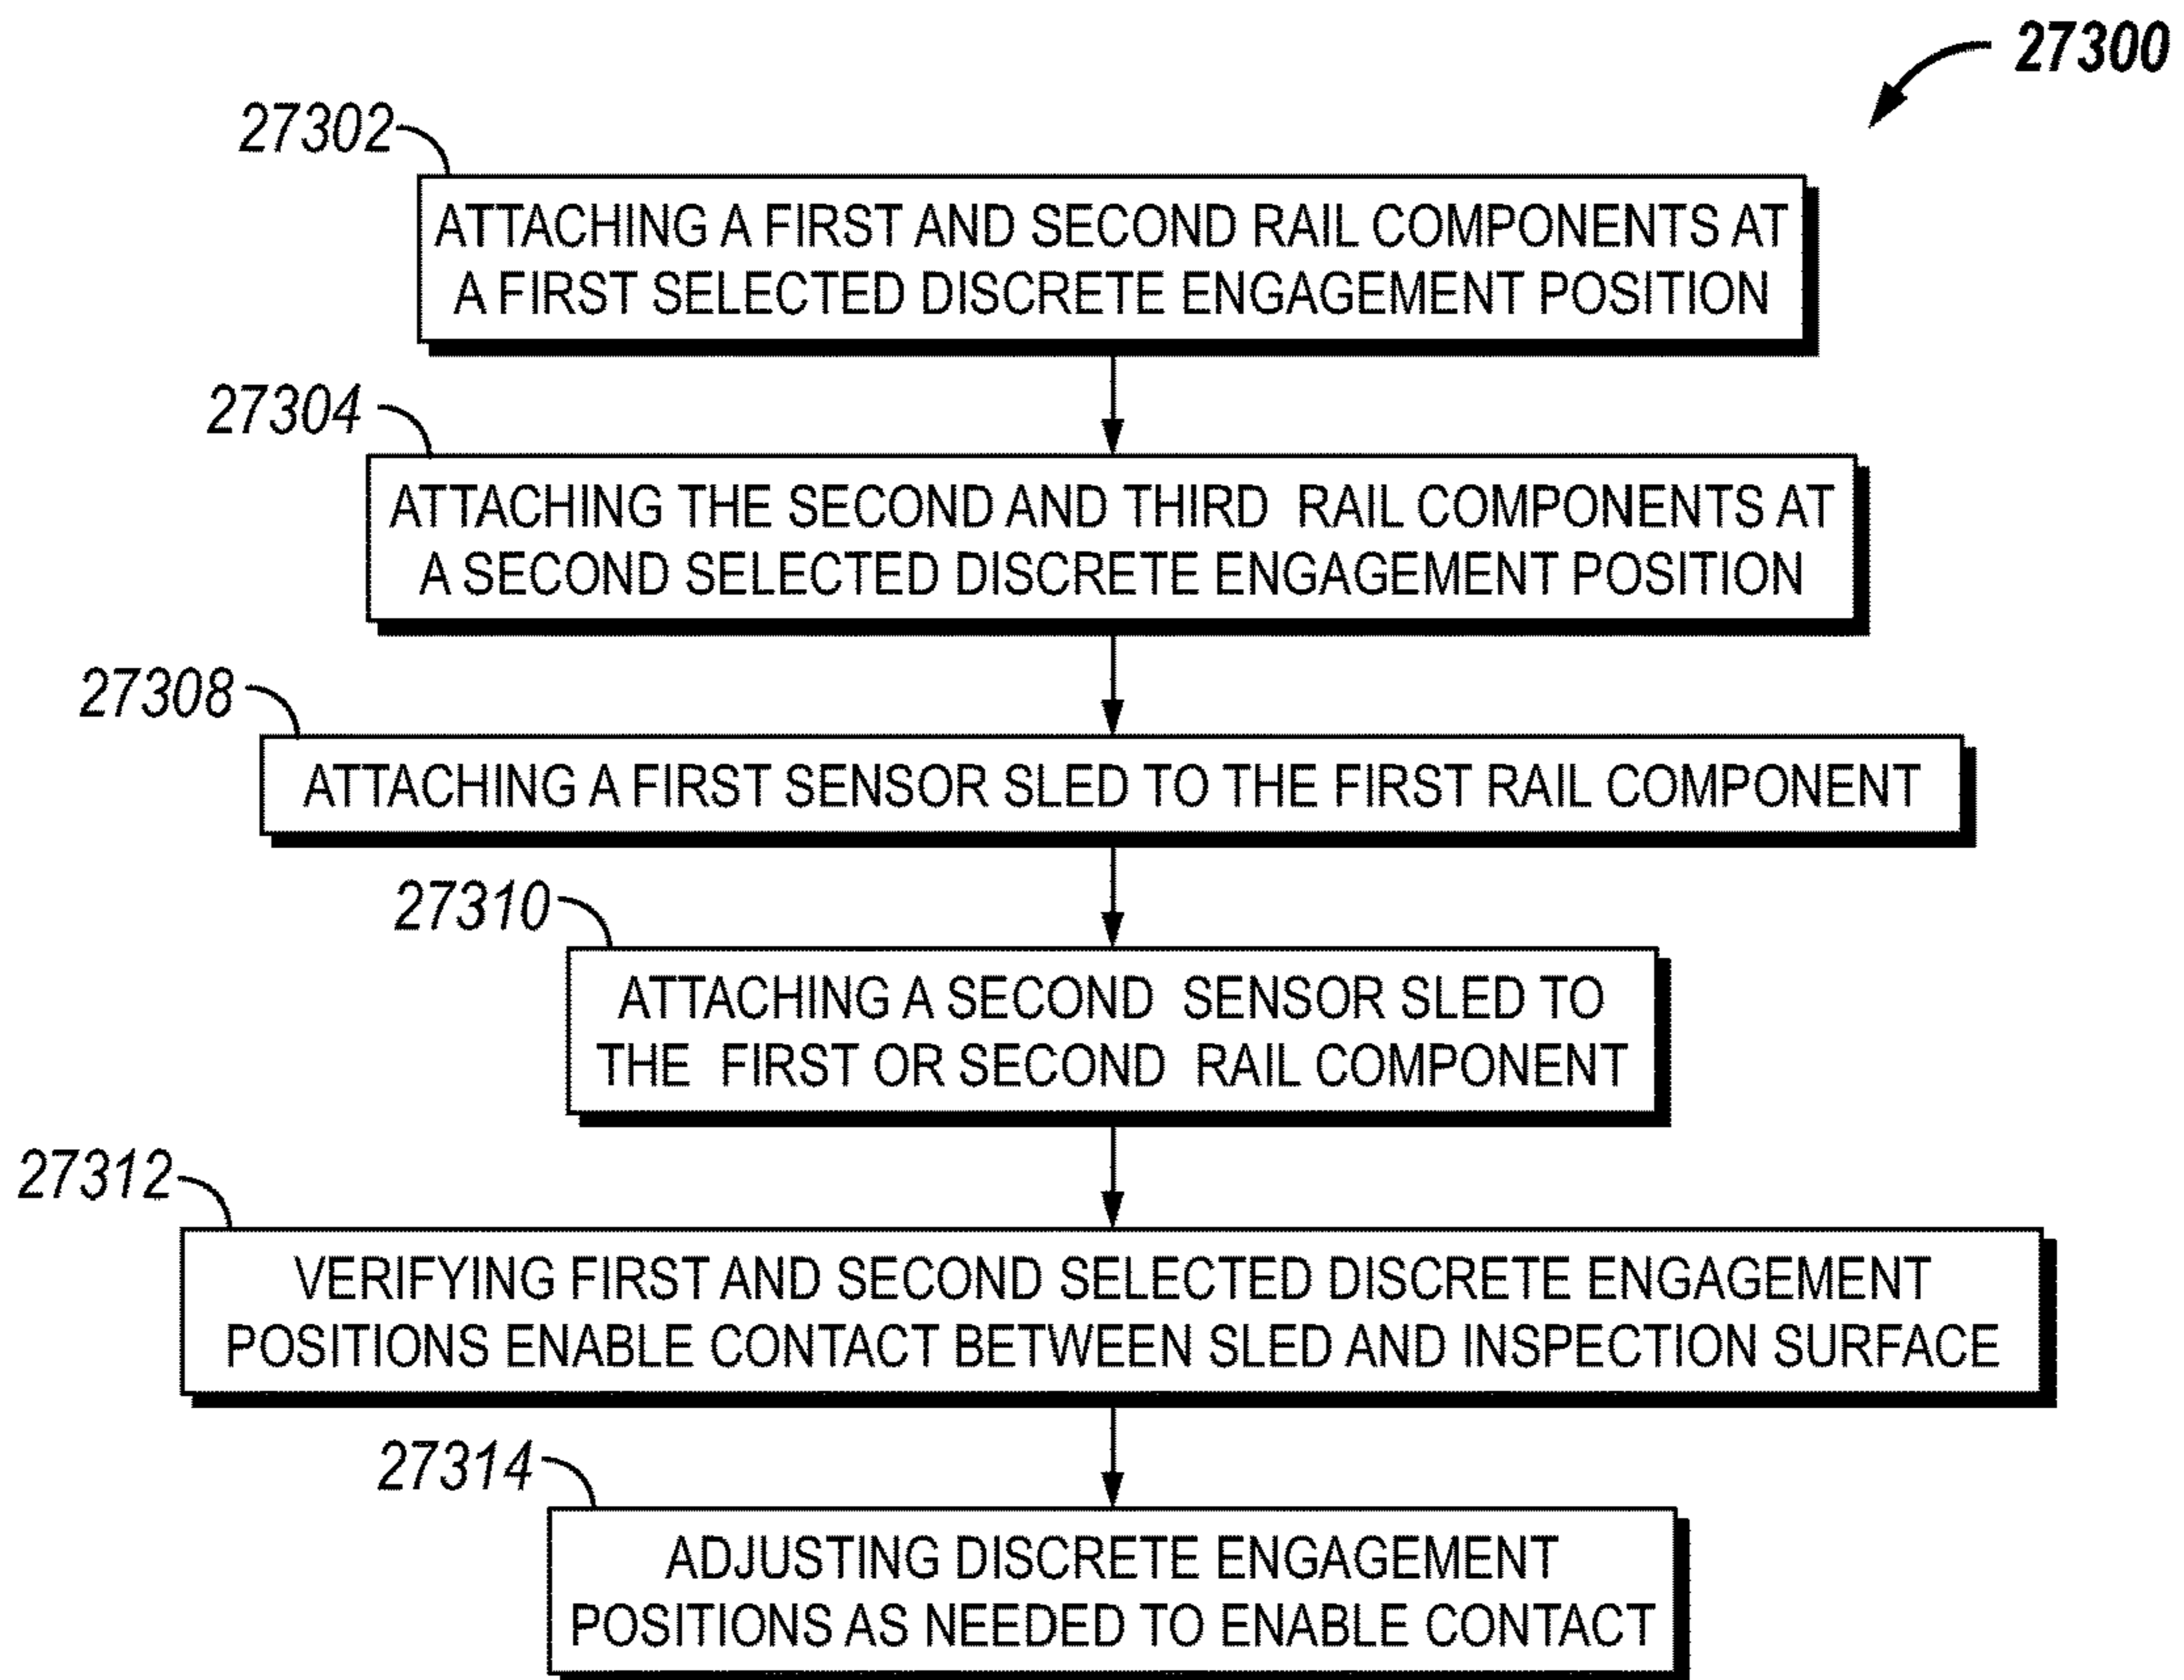 27300
27302
ATTACHING A FIRST AND SECOND RAIL COMPONENTS AT
A FIRST SELECTED DISCRETE ENGAGEMENT POSITION
27304
ATTACHING THE SECOND AND THIRD RAIL COMPONENTS AT
A SECOND SELECTED DISCRETE ENGAGEMENT POSITION
27308
ATTACHING A FIRST SENSOR SLED TO THE FIRST RAIL COMPONENT
27310
ATTACHING A SECOND SENSOR SLED TO
THE FIRST OR SECOND RAIL COMPONENT
27312
VERIFYING FIRST AND SECOND SELECTED DISCRETE ENGAGEMENT
POSITIONS ENABLE CONTACT BETWEEN SLED AND INSPECTION SURFACE
27314
ADJUSTING DISCRETE ENGAGEMENT
POSITIONS AS NEEDED TO ENABLE CONTACT